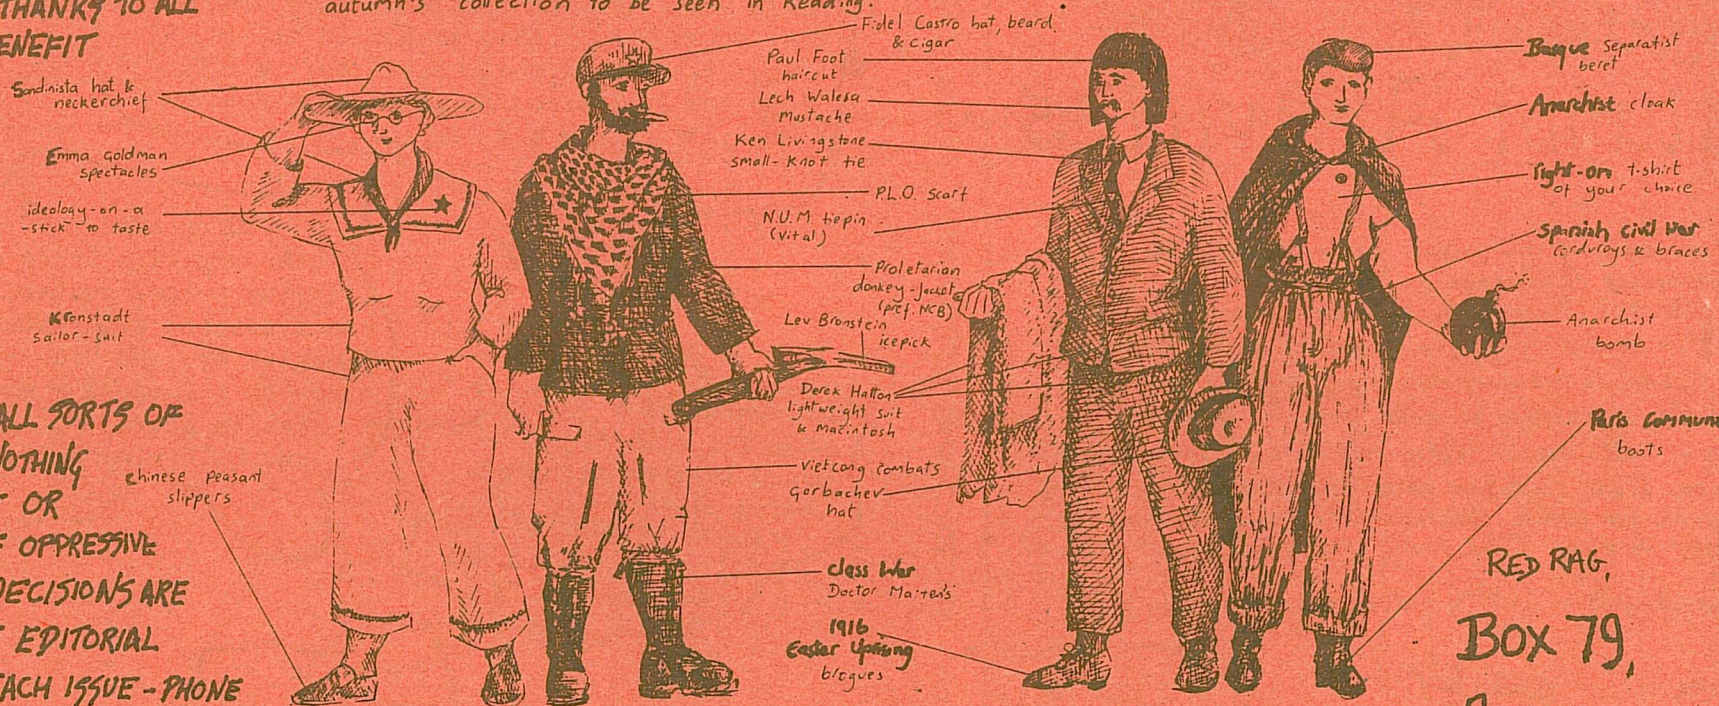 THANKS TO ALL
ENEFIT
autumn's collection to be seen in Reading.
Sandinista hat &
neckerchief
Emma Goldman
spectacles
ideology-on-a
-stick to taste
Kronstadt
sailor-suit
Chinese Peasant
slippers
Fidel Castro hat, beard,
& cigar
Paul Foot
haircut
Lech Walesa
Mustache
Ken Livingstone
small-knot tie
P.L.O. Scarf
N.U.M. tiepin
(vital)
Proletarian
donkey-jacket
(pref. NCB)
Lev Bronstein
icepick
Derek Hatton
lightweight suit
& macintosh
Vietcong combats
Gorbachev
hat
Class War
Doctor Marten's
1916
Easter Uprising
brogues
Basque Separatist
beret
Anarchist cloak
right-on t-shirt
of your choice
Spanish Civil War
corduroys & braces
Anarchist
bomb
Paris Commune
boots
ALL SORTS OF
NOTHING
OR
OPPRESSIVE
DECISIONS ARE
EDITORIAL
EACH ISSUE - PHONE
RED RAG,
BOX 79,